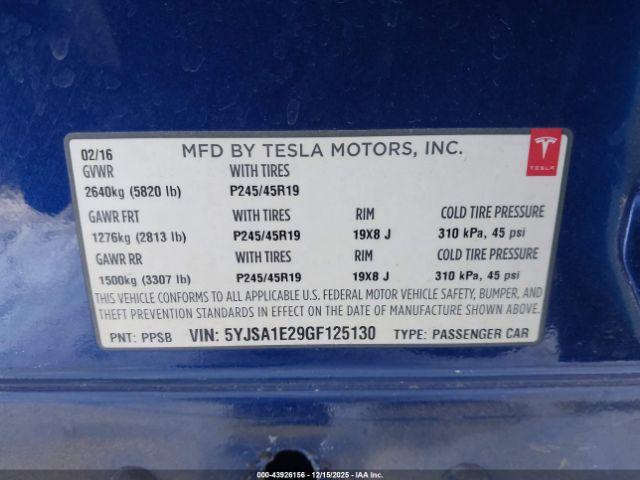 02/16 MFD BY TESLA MOTORS, INC.
GVWR WITH TIRES
2640kg (5820 lb) P245/45R19
TESLA
GAWR FRT WITH TIRES RIM COLD TIRE PRESSURE
1276kg (2813 lb) P245/45R19 19X8 J 310 kPa, 45 psi
GAWR RR WITH TIRES RIM COLD TIRE PRESSURE
1500kg (3307 lb) P245/45R19 19X8 J 310 kPa, 45 psi
THIS VEHICLE CONFORMS TO ALL APPLICABLE U.S. FEDERAL MOTOR VEHICLE SAFETY, BUMPER, AND
THEFT PREVENTION STANDARDS IN EFFECT ON THE DATE OF MANUFACTURE SHOWN ABOVE.
PNT: PPSB VIN: 5YJSA1E29GF125130 TYPE: PASSENGER CAR
000-43926156 - 12/15/2025 - IAA Inc.